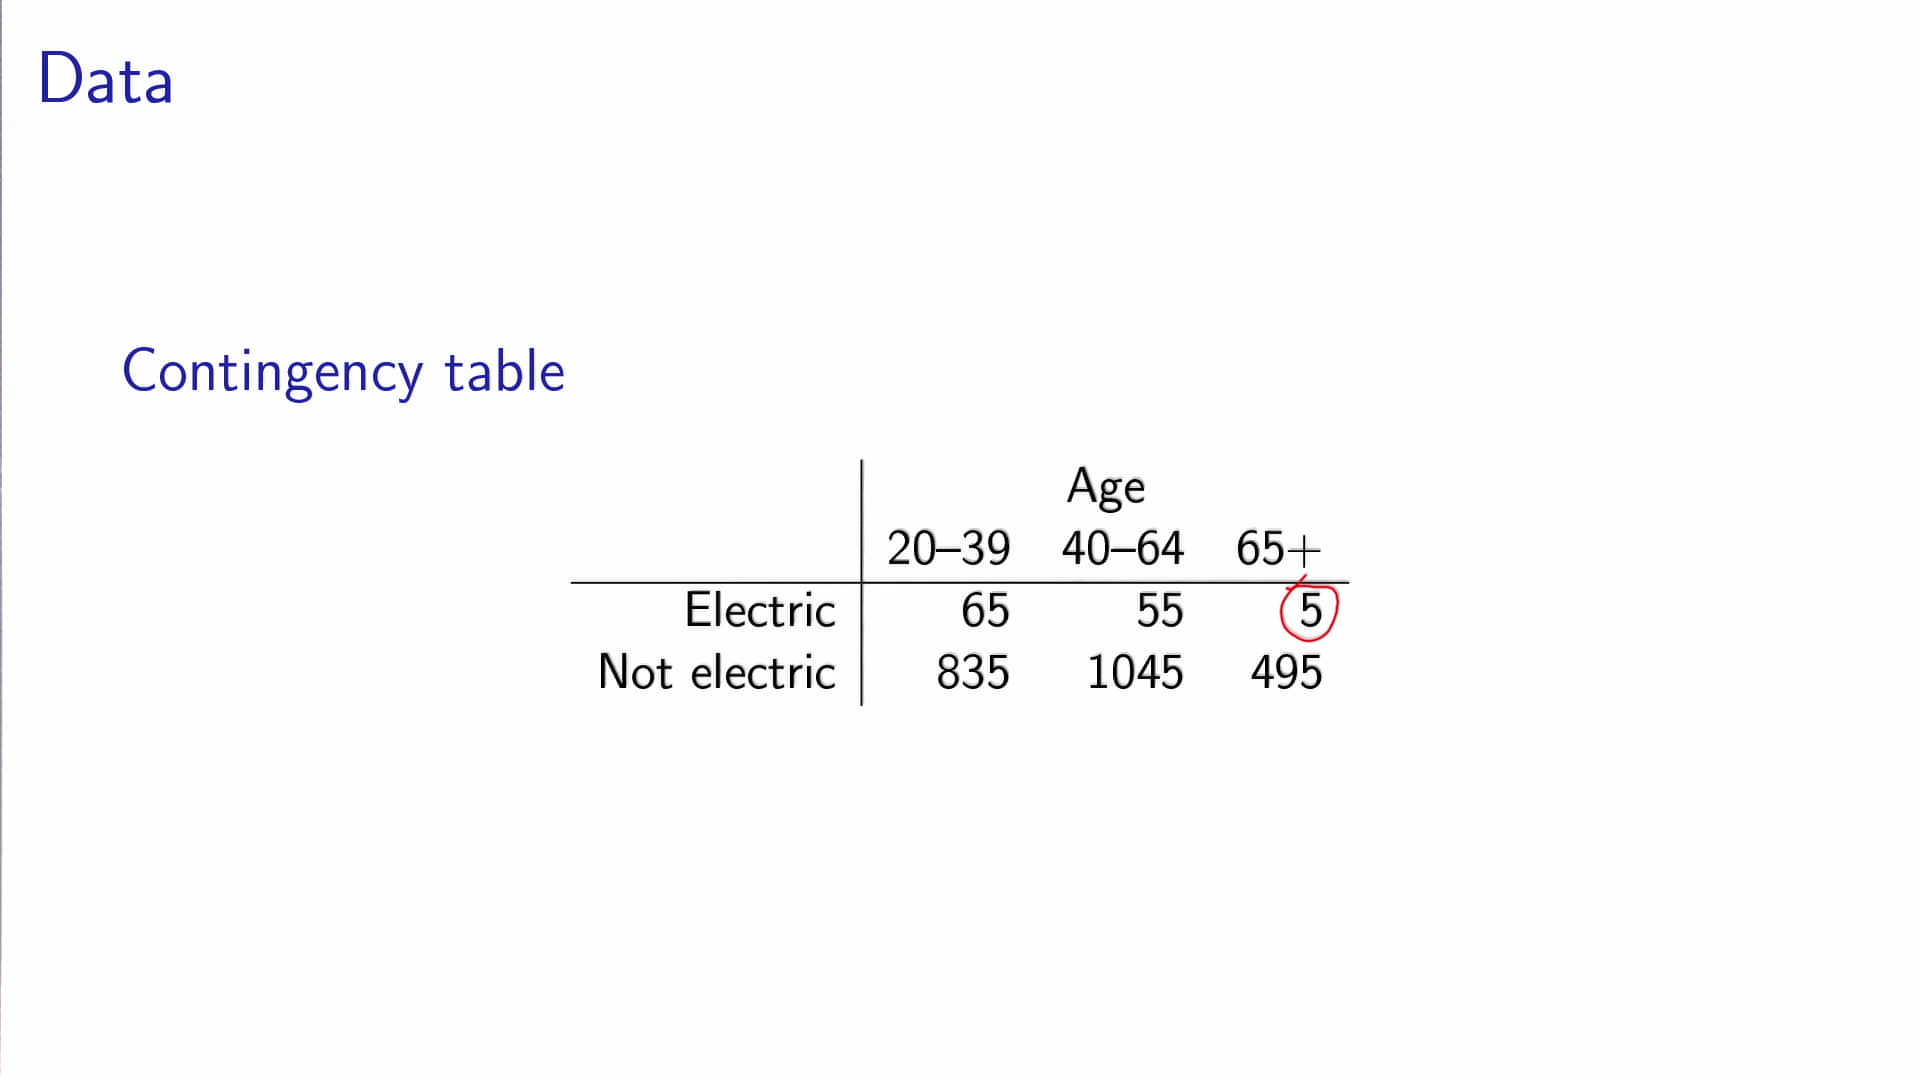 Data
Contingency table
Age
20–39 40–64 65+
Electric 65 55 5
Not electric 835 1045 495